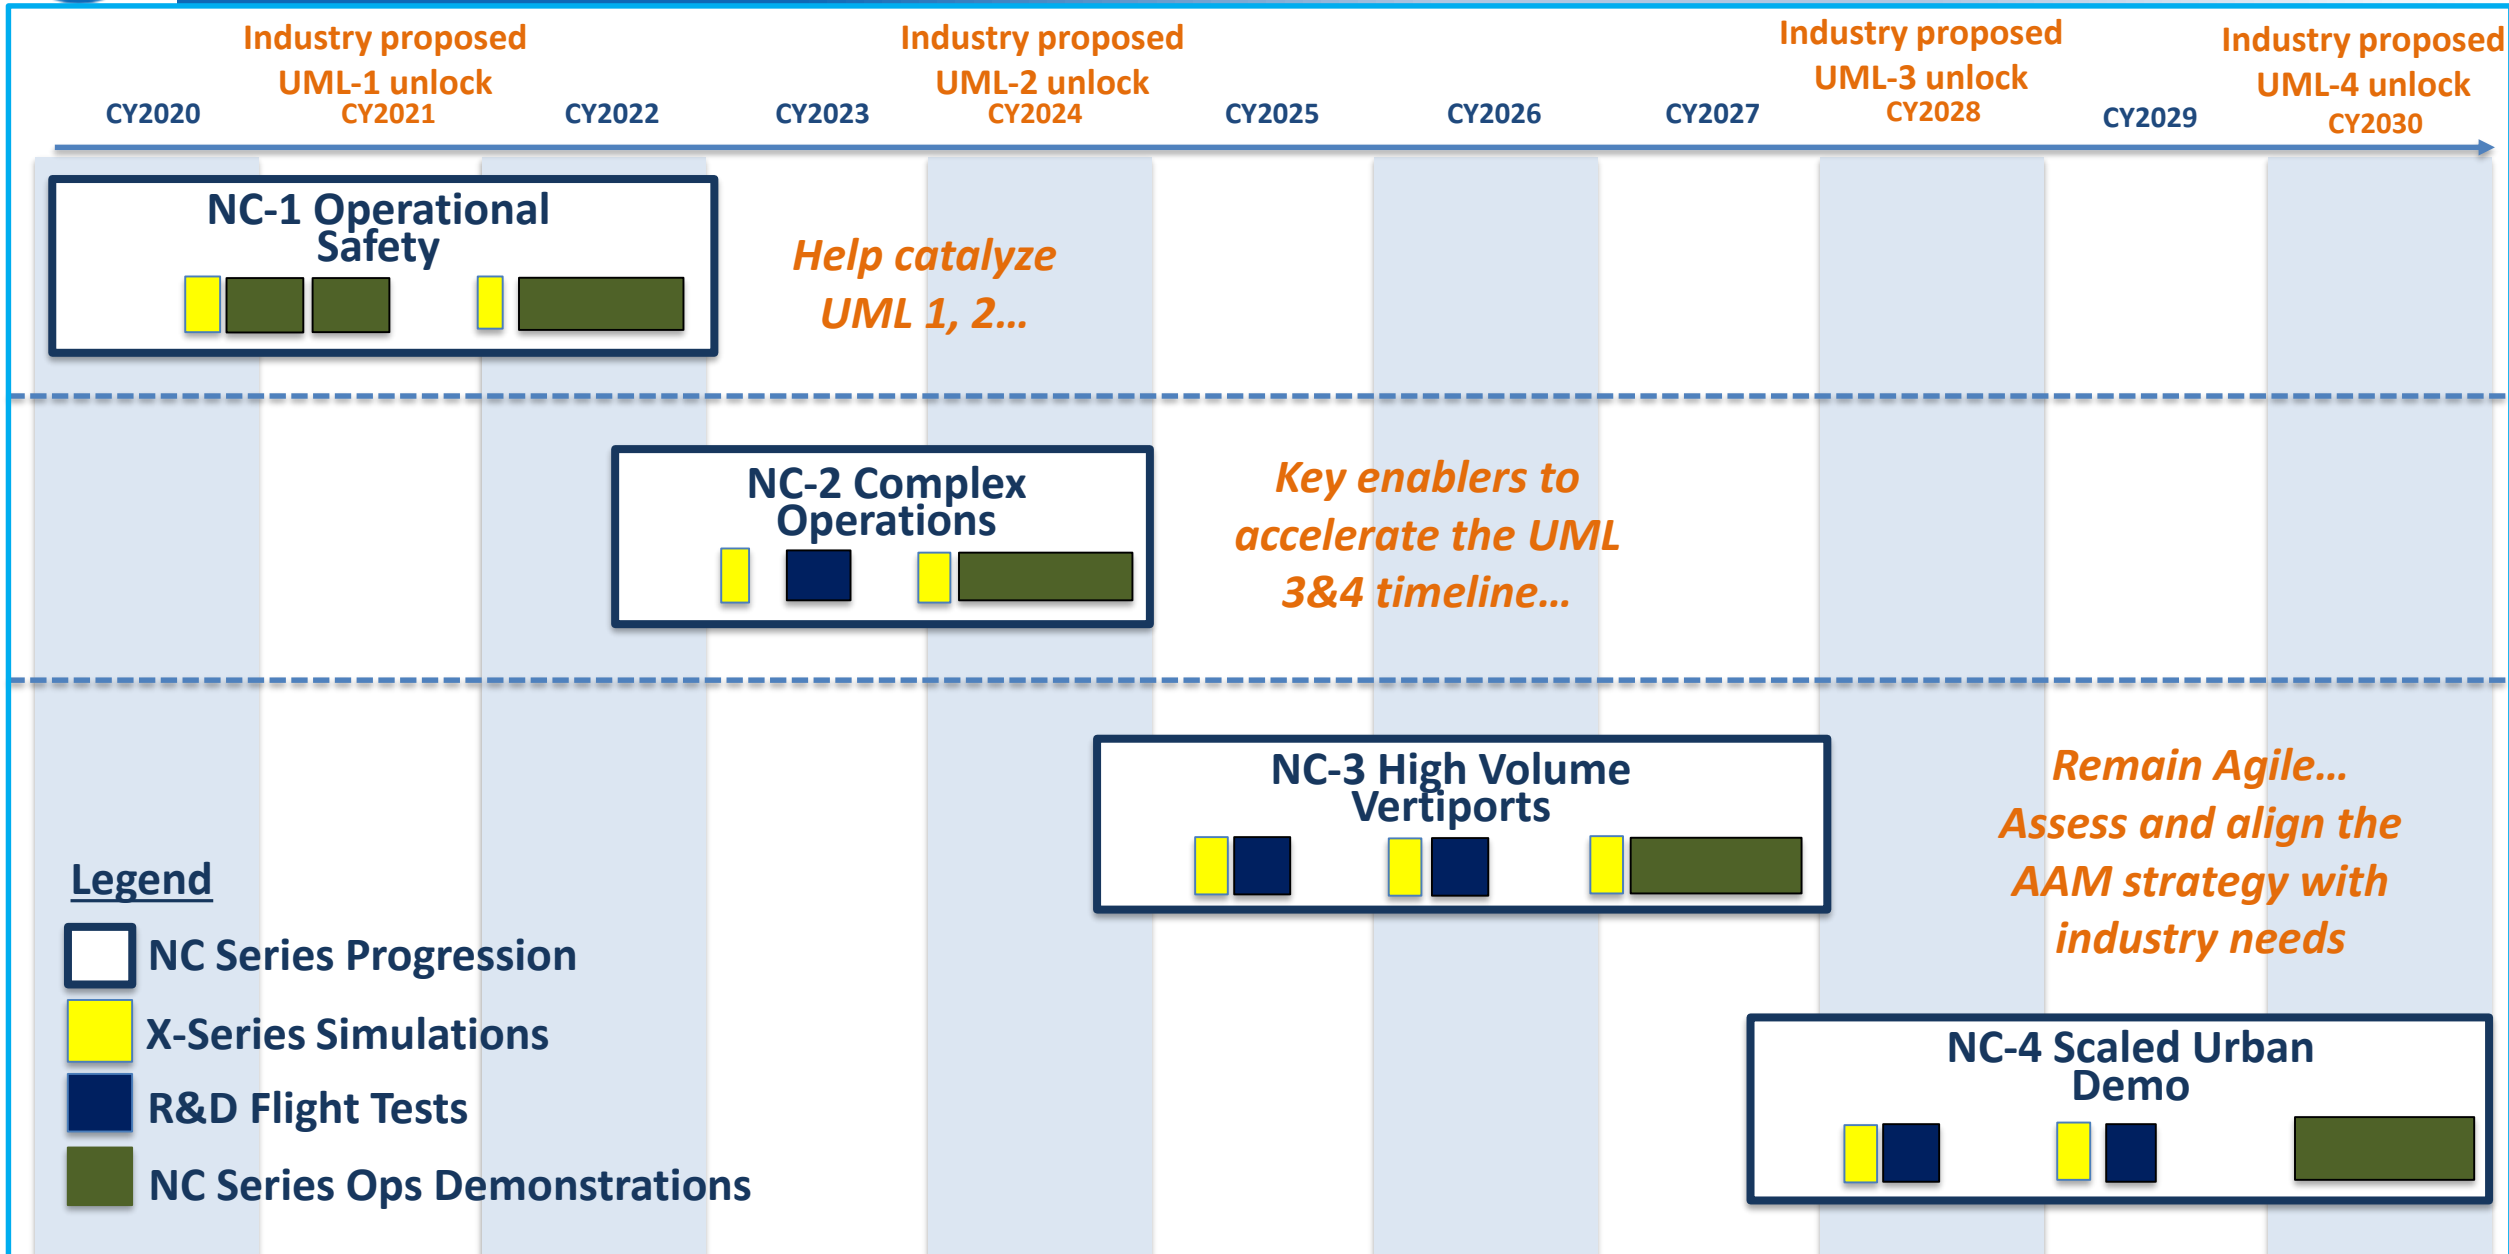 Industry proposed
UML-1 unlock
Industry proposed
UML-2 unlock
Industry proposed
UML-3 unlock
Industry proposed
UML-4 unlock
CY2020
CY2021
CY2022
CY2023
CY2024
CY2025
CY2026
CY2027
CY2028
CY2029
CY2030
NC-1 Operational
Safety
Help catalyze
UML 1, 2...
NC-2 Complex
Operations
Key enablers to
accelerate the UML
3&4 timeline...
NC-3 High Volume
Vertiports
Remain Agile...
Assess and align the
AAM strategy with
industry needs
Legend
NC Series Progression
X-Series Simulations
R&D Flight Tests
NC Series Ops Demonstrations
NC-4 Scaled Urban
Demo